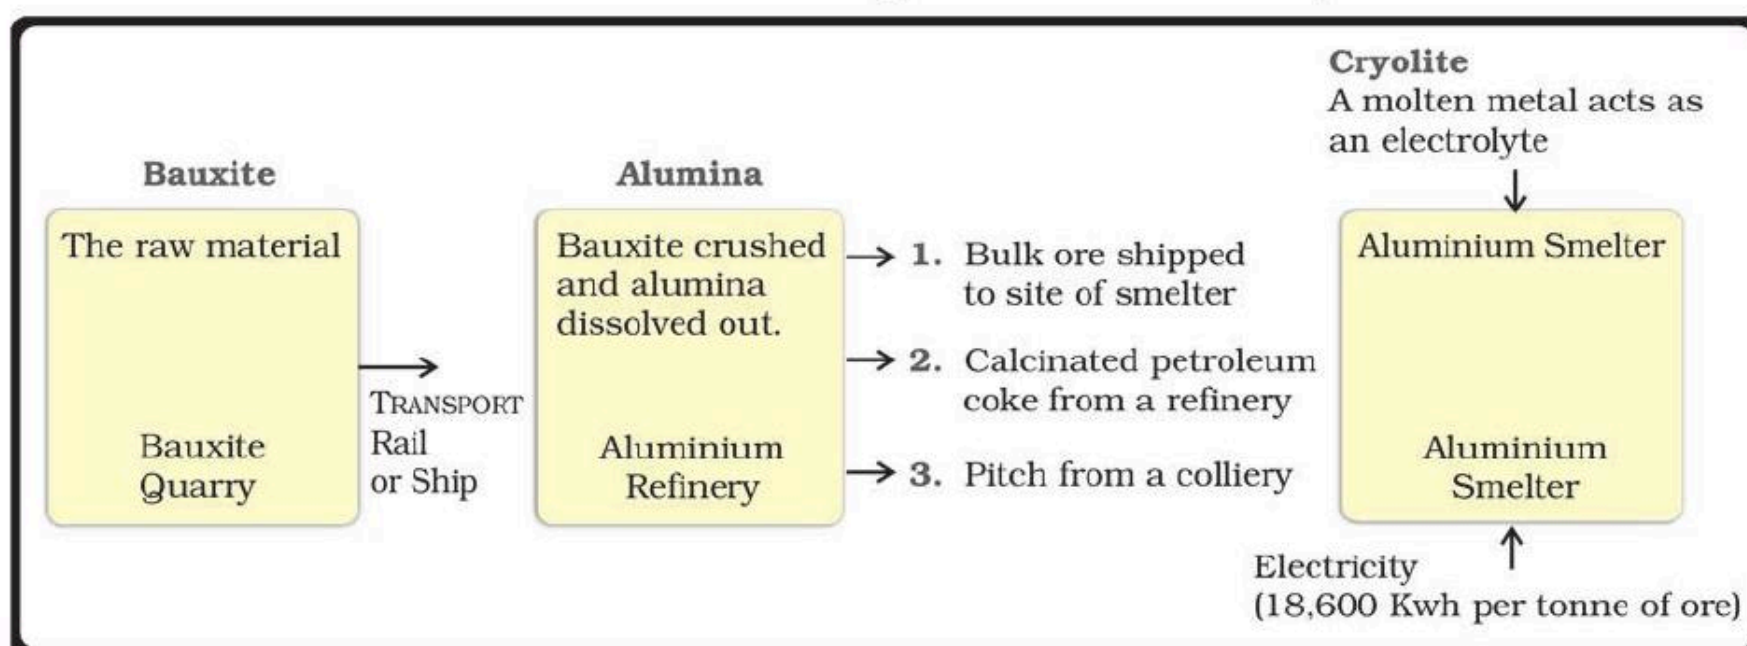 Bauxite
The raw material
Bauxite
Quarry
TRANSPORT
Rail
or Ship
Alumina
Bauxite crushed
and alumina
dissolved out.
Aluminium
Refinery
1. Bulk ore shipped
to site of smelter
2. Calcinated petroleum
coke from a refinery
3. Pitch from a colliery
Cryolite
A molten metal acts as
an electrolyte
Aluminium Smelter
Aluminium
Smelter
Electricity
(18,600 Kwh per tonne of ore)